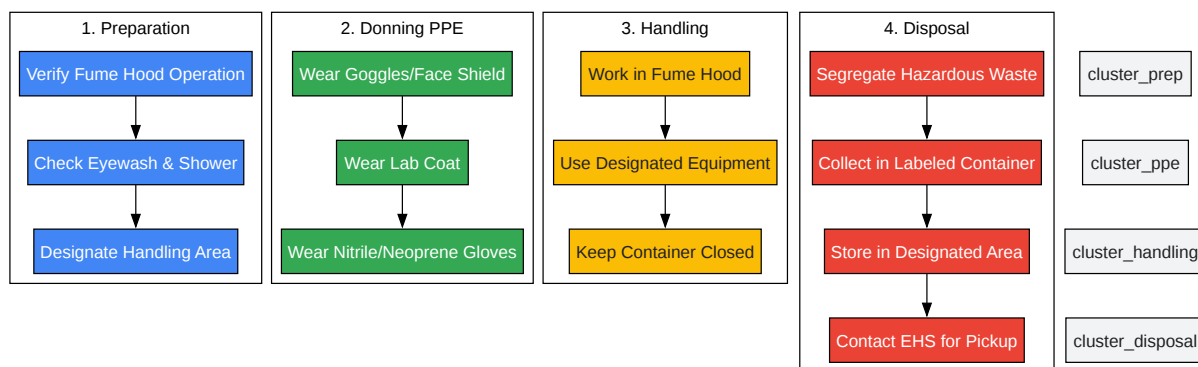 1. Preparation
Verify Fume Hood Operation
Check Eyewash & Shower
Designate Handling Area
2. Donning PPE
Wear Goggles/Face Shield
Wear Lab Coat
Wear Nitrile/Neoprene Gloves
3. Handling
Work in Fume Hood
Use Designated Equipment
Keep Container Closed
4. Disposal
Segregate Hazardous Waste
Collect in Labeled Container
Store in Designated Area
Contact EHS for Pickup
cluster_prep
cluster_ppe
cluster_handling
cluster_disposal